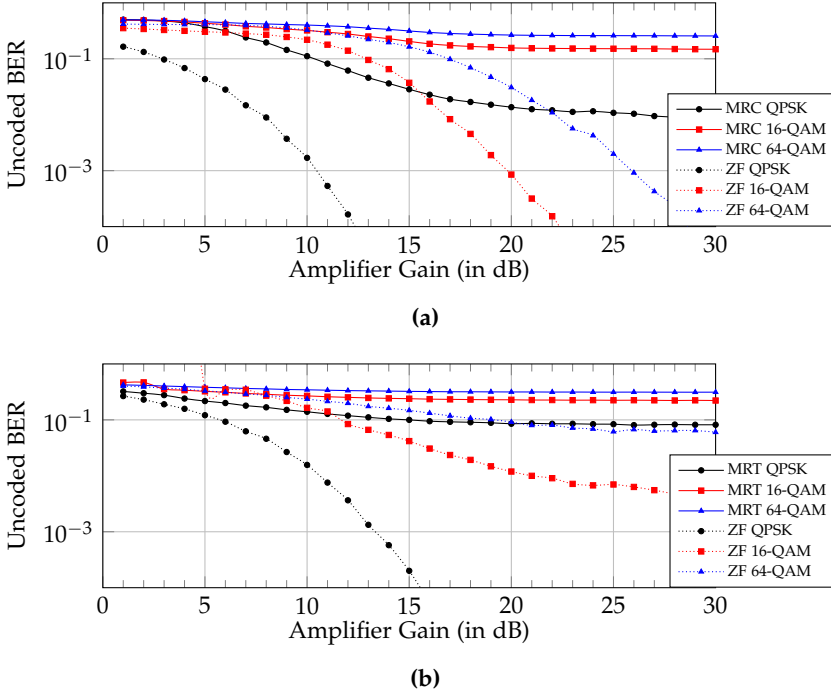 10−1
10−3
Uncoded BER
0 5 10 15 20 25 30
Amplifier Gain (in dB)
MRC QPSK
MRC 16-QAM
MRC 64-QAM
ZF QPSK
ZF 16-QAM
ZF 64-QAM
(a)
10−1
10−3
Uncoded BER
0 5 10 15 20 25 30
Amplifier Gain (in dB)
MRT QPSK
MRT 16-QAM
MRT 64-QAM
ZF QPSK
ZF 16-QAM
ZF 64-QAM
(b)